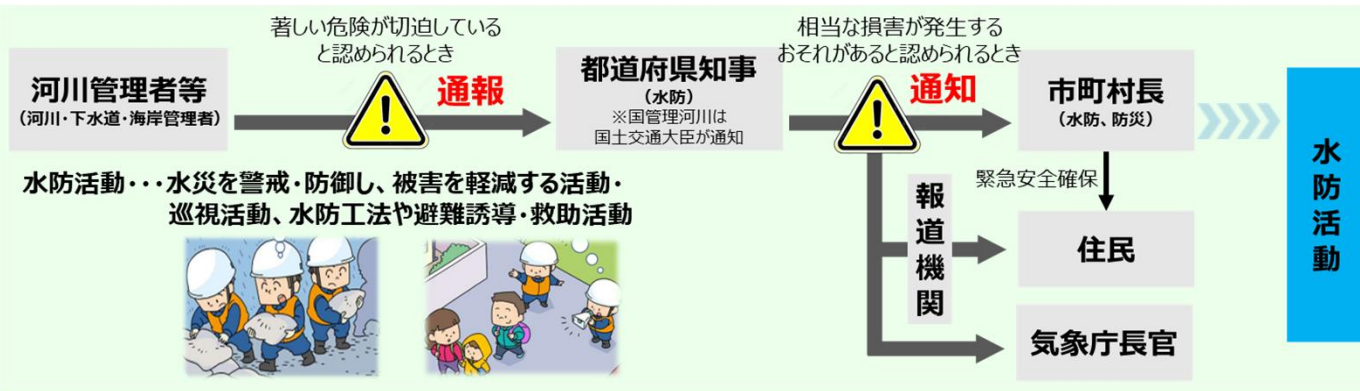 著しい危険が切迫している
と認められるとき
相当な損害が発生する
おそれがあると認められるとき
河川管理者等
(河川・下水道・海岸管理者)
通報
都道府県知事
(水防)
※国管理河川は
国土交通大臣が通知
通知
市町村長
(水防、防災)
水防活動
水防活動・・・水災を警戒・防御し、被害を軽減する活動・
巡視活動、水防工法や避難誘導・救助活動
緊急安全確保
報道機関
住民
気象庁長官